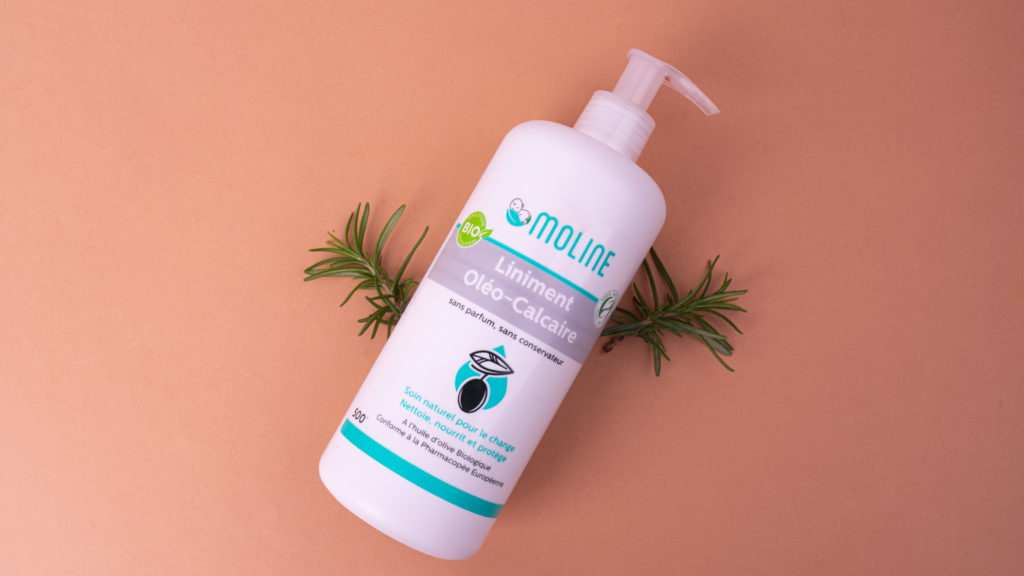 MOLINE
BIO
Liniment
Oléo-Calcaire
sans parfum, sans conservateur
Soin naturel pour le change
Nettoie, nourrit et protège
500
À l'huile d'olive Biologique
Conforme à la Pharmacopée Européenne